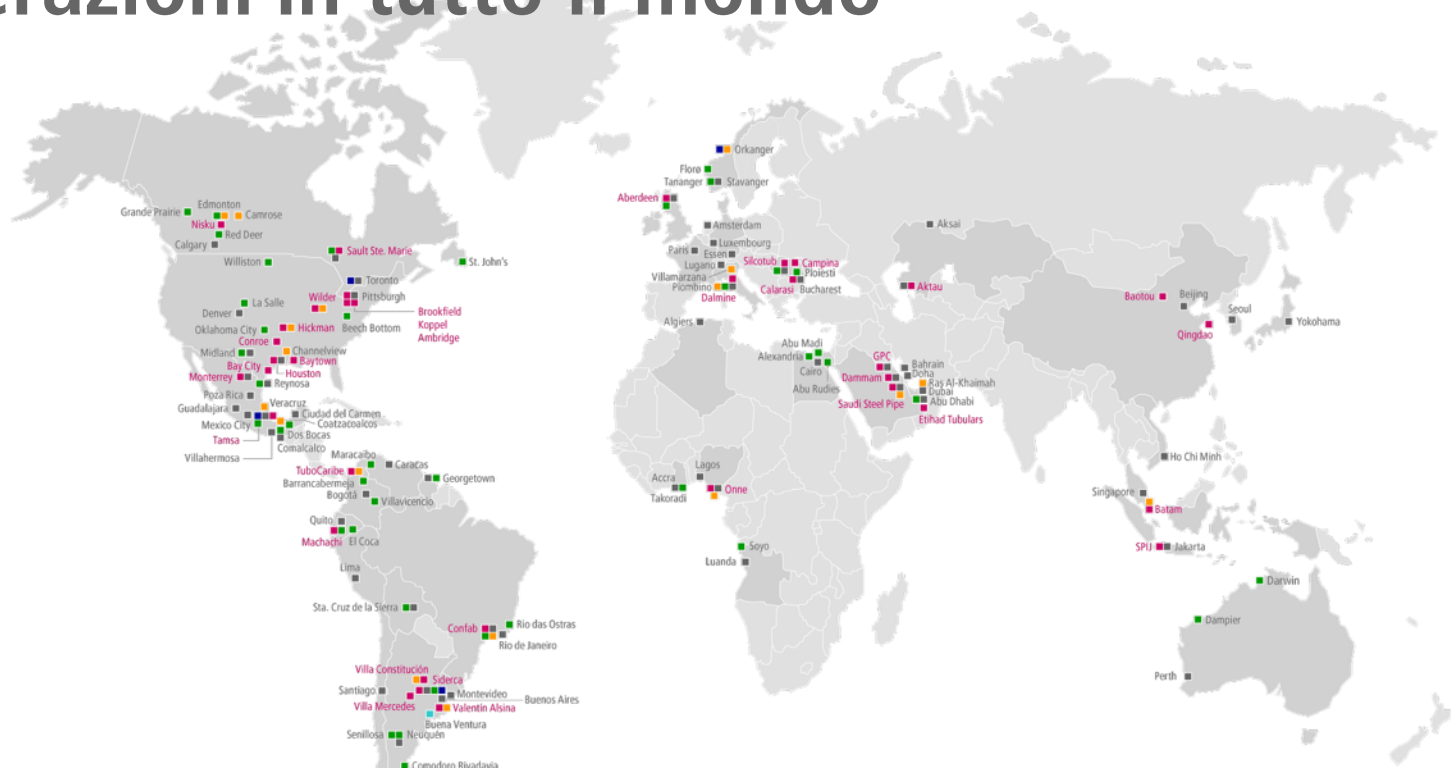 erazioni in tutto il mondo
Orkanger
Florø
Tananger
Stavanger
Aberdeen
Amsterdam
Luxembourg
Paris
Essen
Lugano
Silcotub
Campina
Villamarzana
Ploiesti
Piombino
Calarasi
Bucharest
Dalmine
Algiers
Aksai
Aktau
Baotou
Beijing
Seoul
Yokohama
Qingdao
Grande Prairie
Edmonton
Camrose
Nisku
Red Deer
Calgary
Sault Ste. Marie
Williston
St. John's
Toronto
Wilder
Pittsburgh
La Salle
Denver
Brookfield
Koppel
Ambridge
Oklahoma City
Hickman
Beech Bottom
Conroe
Midland
Channelview
Baytown
Bay City
Houston
Monterrey
Reynosa
Poza Rica
Veracruz
Guadalajara
Ciudad del Carmen
Mexico City
Coatzacoalcos
Tamsa
Dos Bocas
Comalcalco
Villahermosa
Maracaibo
Caracas
TuboCaribe
Georgetown
Barrancabermeja
Bogotá
Villavicencio
Quito
Machachi
El Coca
Lima
Sta. Cruz de la Sierra
Confab
Rio das Ostras
Rio de Janeiro
Villa Constitución
Siderca
Santiago
Montevideo
Buenos Aires
Villa Mercedes
Valentin Alsina
Buena Ventura
Senillosa
Neuquén
Comodoro Rivadavia
Abu Madi
Alexandria
Cairo
Abu Rudies
GPC
Bahrain
Doha
Dammam
Ras Al-Khaimah
Dubai
Abu Dhabi
Saudi Steel Pipe
Etihad Tubulars
Lagos
Accra
Takoradi
Onne
Soyo
Luanda
Ho Chi Minh
Singapore
Batam
SPIJ
Jakarta
Darwin
Dampier
Perth